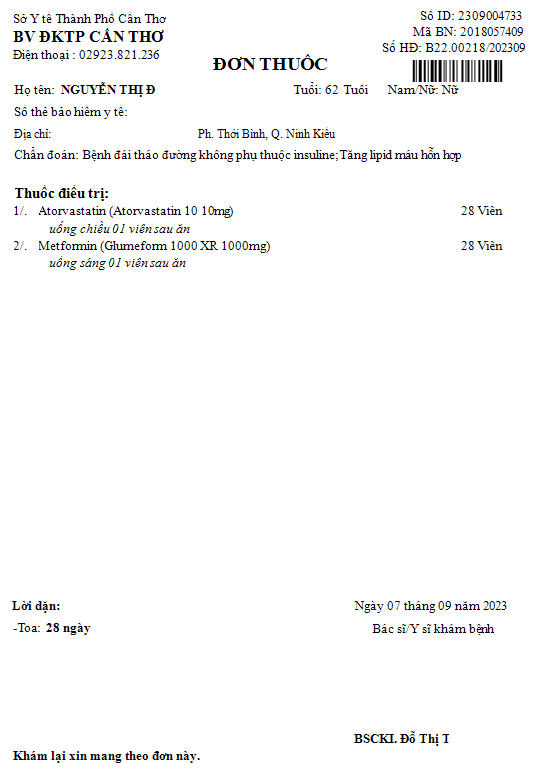 Sở Y tế Thành Phố Cần Thơ
BV ĐKTP CẦN THƠ
Điện thoại : 02923.821.236
Số ID: 2309004733
Mã BN: 2018057409
Số HĐ: B22.00218/202309
ĐƠN THUỐC
Họ tên: NGUYỄN THỊ Đ Tuổi: 62 Tuổi Nam/Nữ: Nữ
Số thẻ bảo hiểm y tế:
Địa chỉ: Ph. Thới Bình, Q. Ninh Kiều
Chẩn đoán: Bệnh đái tháo đường không phụ thuộc insuline; Tăng lipid máu hỗn hợp
Thuốc điều trị:
1/. Atorvastatin (Atorvastatin 10 10mg) 28 Viên
uống chiều 01 viên sau ăn
2/. Metformin (Glumeform 1000 XR 1000mg) 28 Viên
uống sáng 01 viên sau ăn
Lời dặn:
-Toa: 28 ngày
Ngày 07 tháng 09 năm 2023
Bác sĩ/Y sĩ khám bệnh
BSCKI. Đỗ Thị T
Khám lại xin mang theo đơn này.